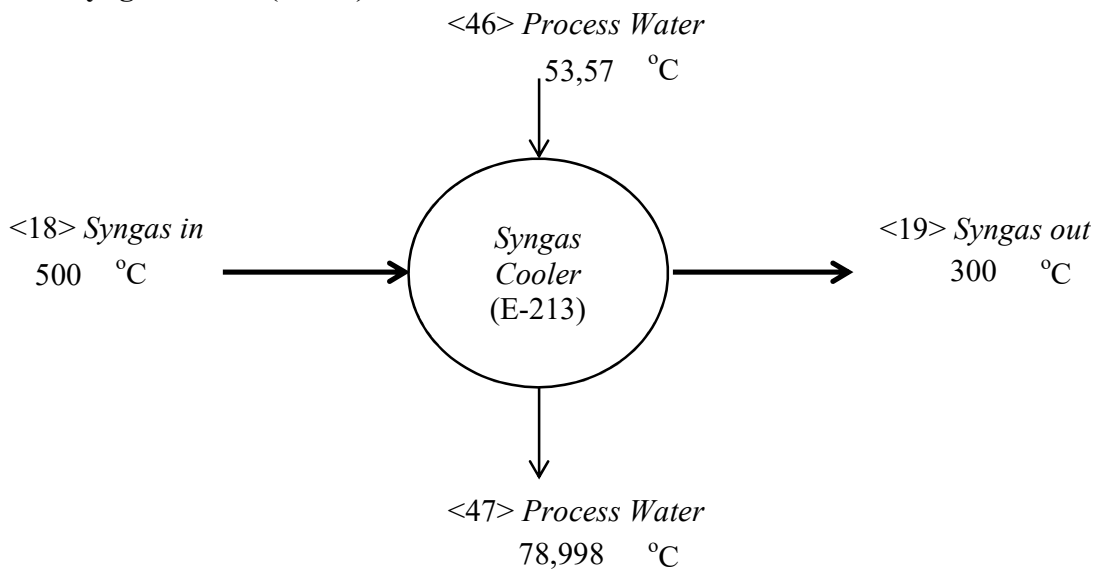 <46> Process Water
53,57 °C
<18> Syngas in
500 °C
Syngas
Cooler
(E-213)
<19> Syngas out
300 °C
<47> Process Water
78,998 °C